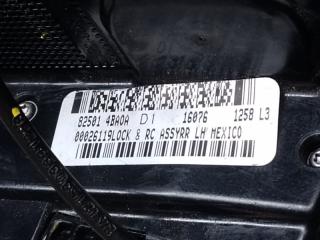 82501 4BA0A D1 16076 1258 L3
00026119LOCK & RC ASSYRR LH MEXICO